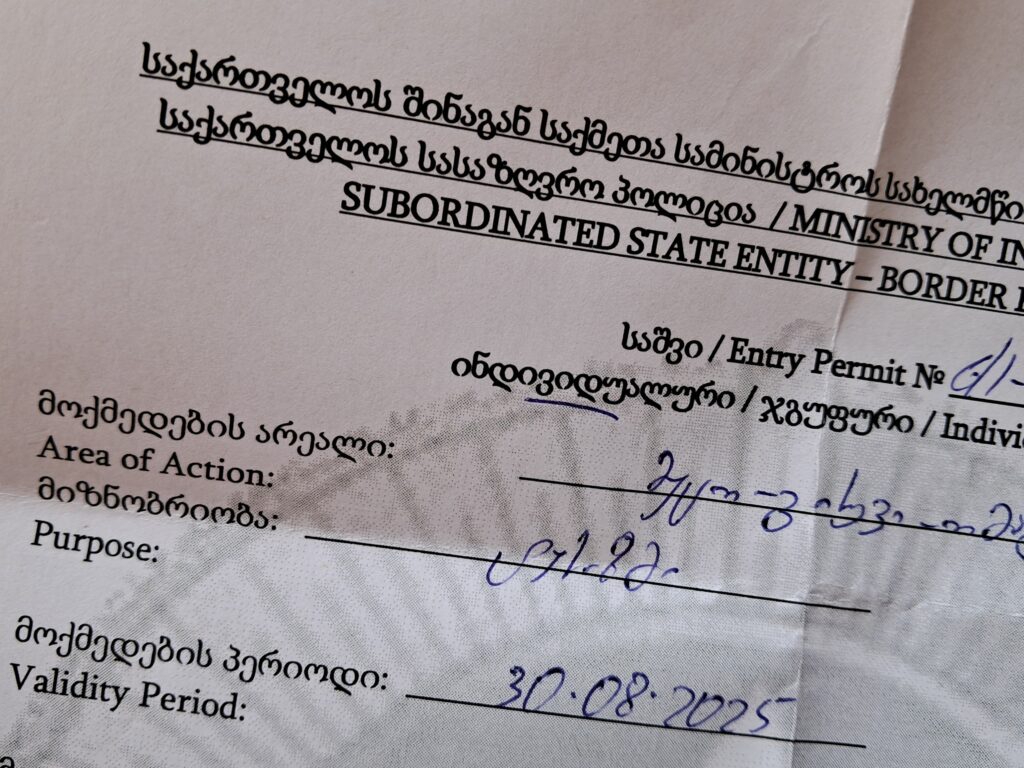 საქართველოს შინაგან საქმეთა სამინისტროს სახელმწი
საქართველოს სასაზღვრო პოლიცია / MINISTRY OF IN
SUBORDINATED STATE ENTITY – BORDER
საშვი / Entry Permit №
ინდივიდუალური / ჯგუფური / Indivi
მოქმედების არეალი:
Area of Action:
მიზნობრიობა:
Purpose:
მოქმედების პერიოდი: 30.08.2025
Validity Period: